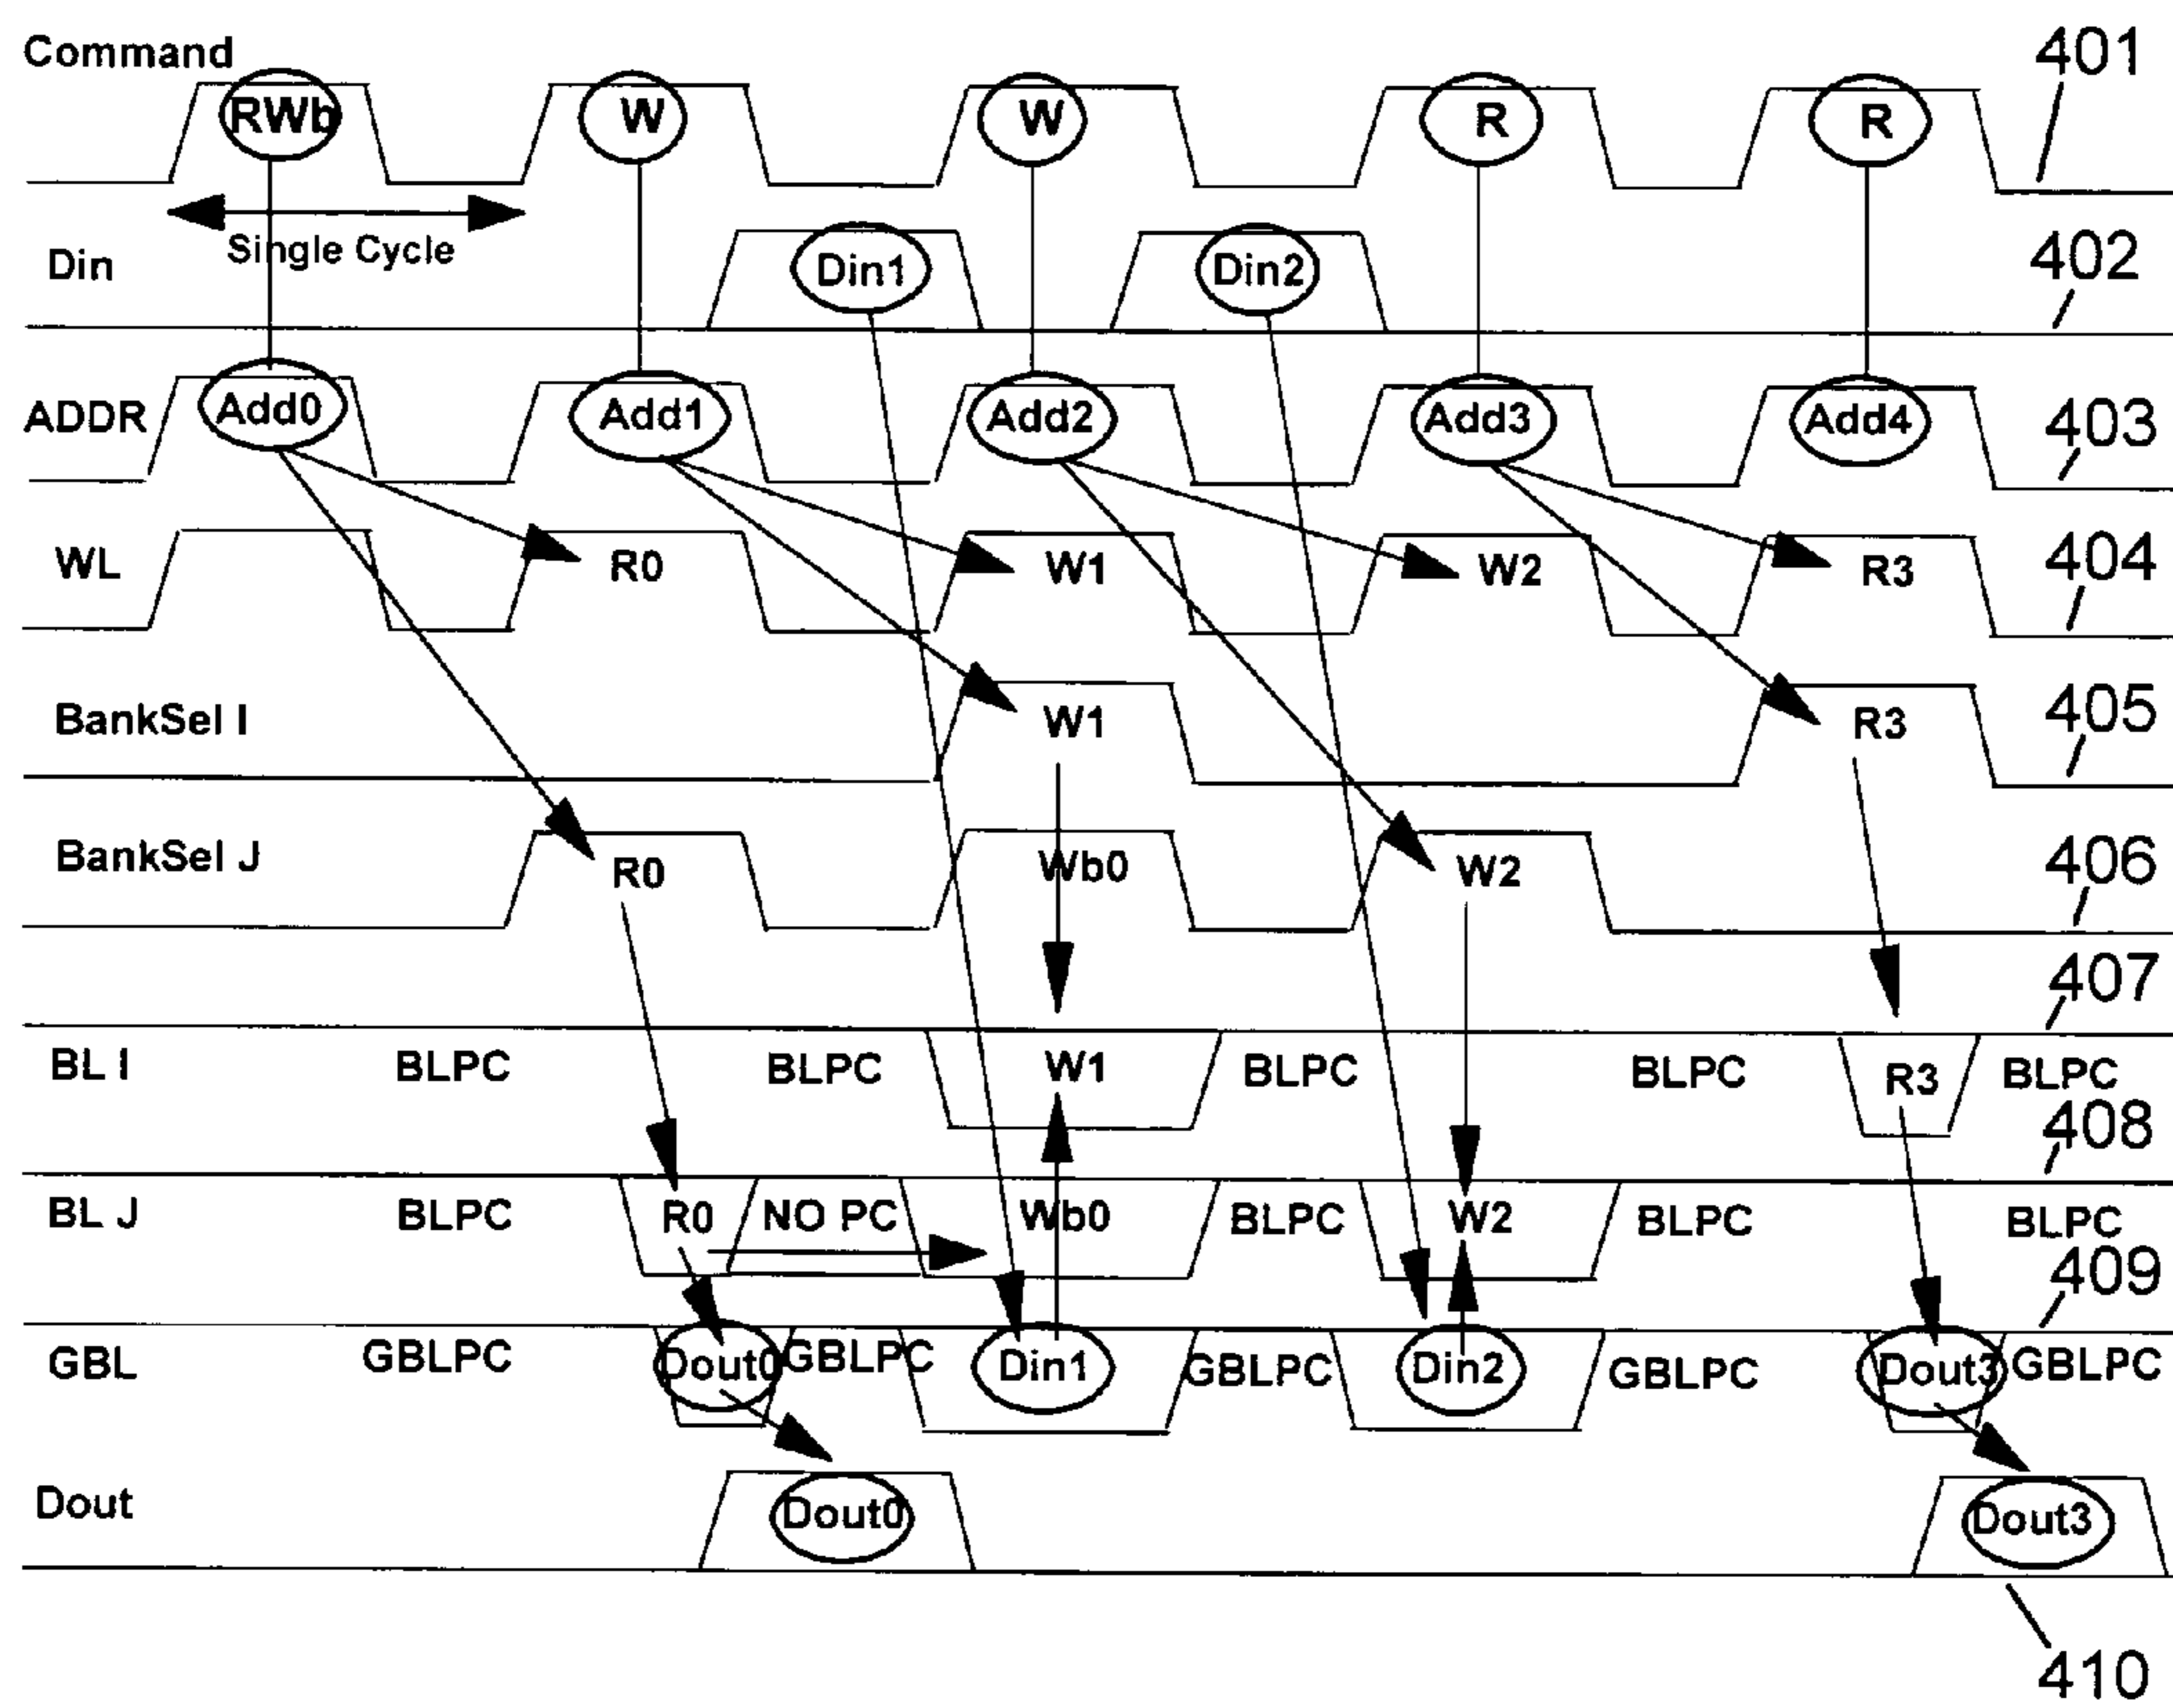 Command RWb W W R R 401
Single Cycle
Din Din1 Din2 402
ADDR Add0 Add1 Add2 Add3 Add4 403
WL R0 W1 W2 R3 404
BankSel I W1 R3 405
BankSel J R0 Wb0 W2 406
407
BL I BLPC BLPC W1 BLPC BLPC R3 BLPC
408
BL J BLPC R0 NO PC Wb0 BLPC W2 BLPC BLPC
409
GBL GBLPC Dout0 GBLPC Din1 GBLPC Din2 GBLPC Dout3 GBLPC
Dout Dout0 Dout3
410